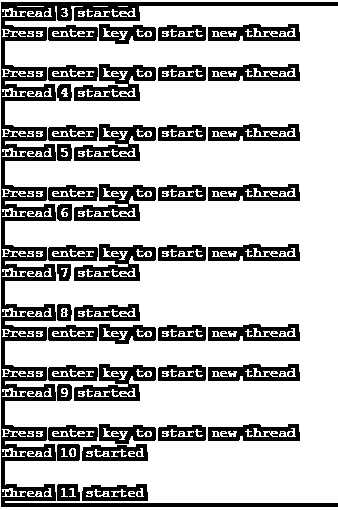 Thread 3 started
Press enter key to start new thread
Press enter key to start new thread
Thread 4 started
Press enter key to start new thread
Thread 5 started
Press enter key to start new thread
Thread 6 started
Press enter key to start new thread
Thread 7 started
Thread 8 started
Press enter key to start new thread
Press enter key to start new thread
Thread 9 started
Press enter key to start new thread
Thread 10 started
Thread 11 started